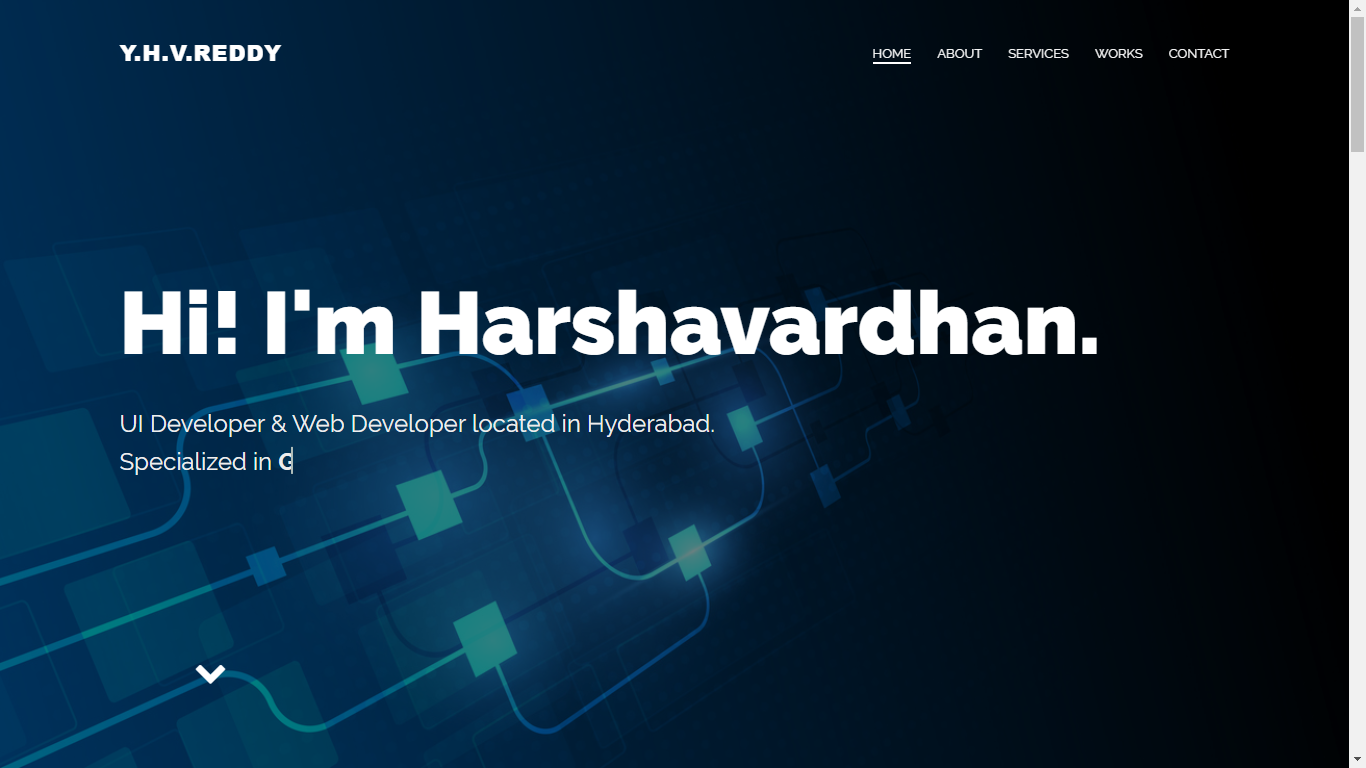 Y.H.V.REDDY
HOME ABOUT SERVICES WORKS CONTACT
Hi! I'm Harshavardhan.
UI Developer & Web Developer located in Hyderabad.
Specialized in G